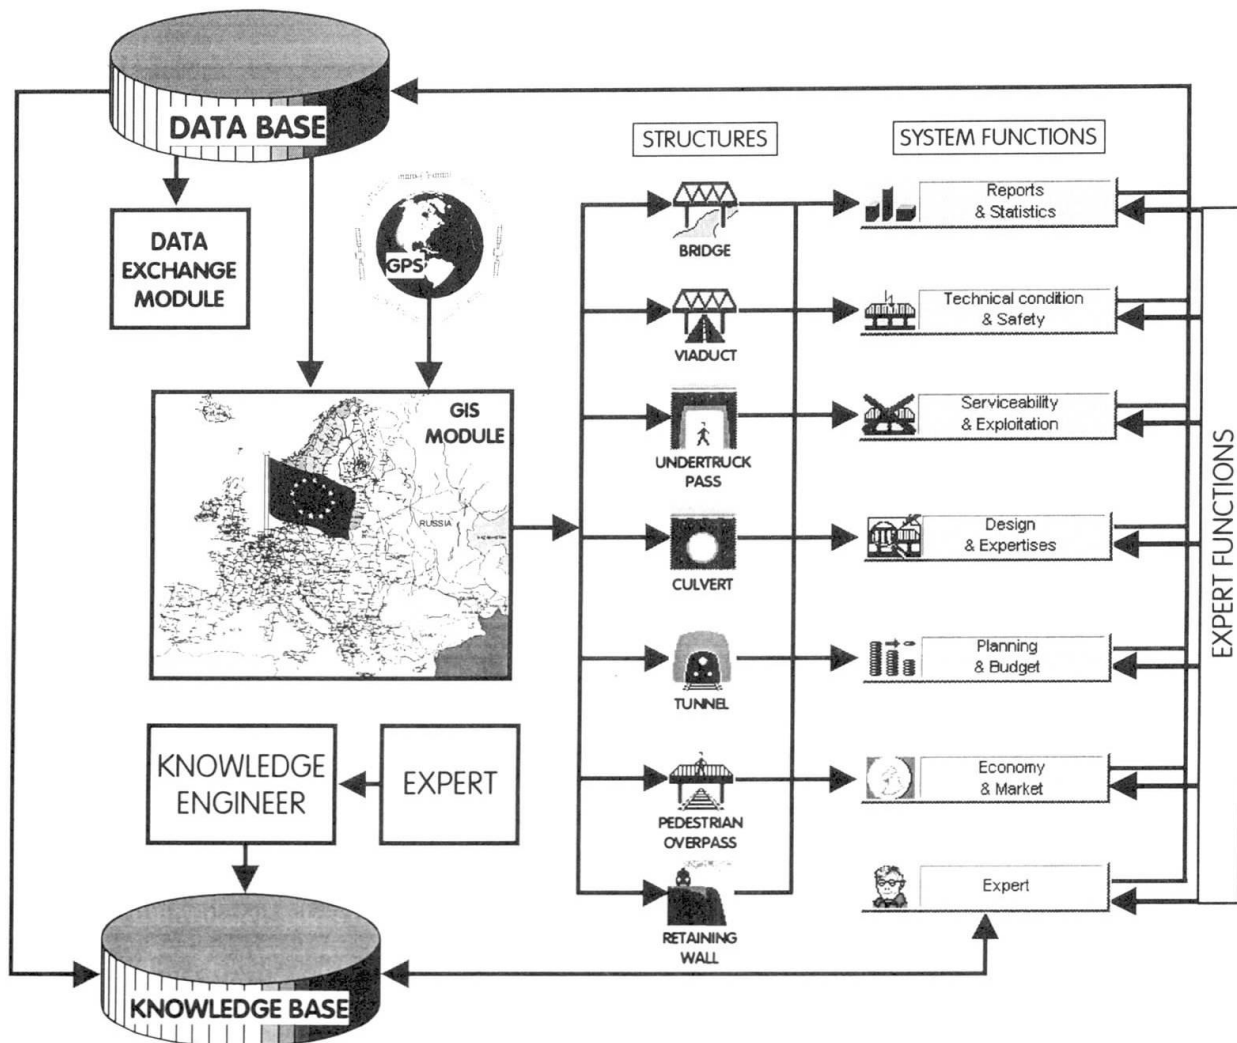 DATA BASE
DATA
EXCHANGE
MODULE
GPS
GIS
MODULE
RUSSIA
KNOWLEDGE
ENGINEER
EXPERT
KNOWLEDGE BASE
STRUCTURES
BRIDGE
VIADUCT
UNDERTRUCK
PASS
CULVERT
TUNNEL
PEDESTRIAN
OVERPASS
RETAINING
WALL
SYSTEM FUNCTIONS
Reports
& Statistics
Technical condition
& Safety
Serviceability
& Exploitation
Design
& Expertises
Planning
& Budget
Economy
& Market
Expert
EXPERT FUNCTIONS